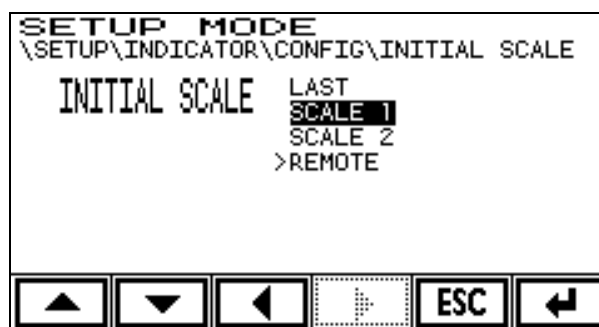 SETUP MODE
\SETUP\INDICATOR\CONFIG\INITIAL SCALE
INITIAL SCALE
LAST
SCALE 1
SCALE 2
>REMOTE
ESC